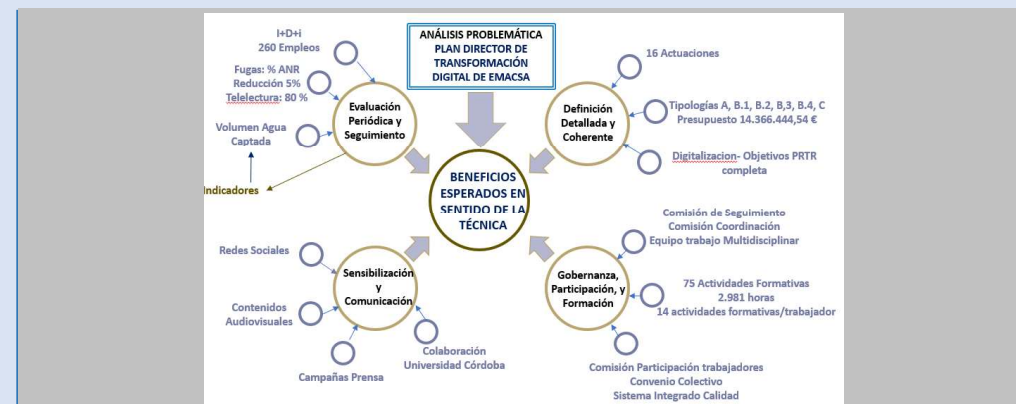 ANÁLISIS PROBLEMÁTICA
PLAN DIRECTOR DE
TRANSFORMACIÓN
DIGITAL DE EMACSA
I+D+i
260 Empleos
Fugas: % ANR
Reducción 5%
Telelectura: 80 %
Volumen Agua
Captada
Indicadores
Evaluación
Periódica y
Seguimiento
16 Actuaciones
Tipologías A, B.1, B.2, B,3, B.4, C
Presupuesto 14.366.444,54 €
Digitalizacion- Objetivos PRTR
completa
Definición
Detallada y
Coherente
BENEFICIOS
ESPERADOS EN
SENTIDO DE LA
TÉCNICA
Redes Sociales
Contenidos
Audiovisuales
Campañas Prensa
Colaboración
Universidad Córdoba
Sensibilización
y
Comunicación
Gobernanza,
Participación, y
Formación
Comisión de Seguimiento
Comisión Coordinación
Equipo trabajo Multidisciplinar
75 Actividades Formativas
2.981 horas
14 actividades formativas/trabajador
Comisión Participación trabajadores
Convenio Colectivo
Sistema Integrado Calidad